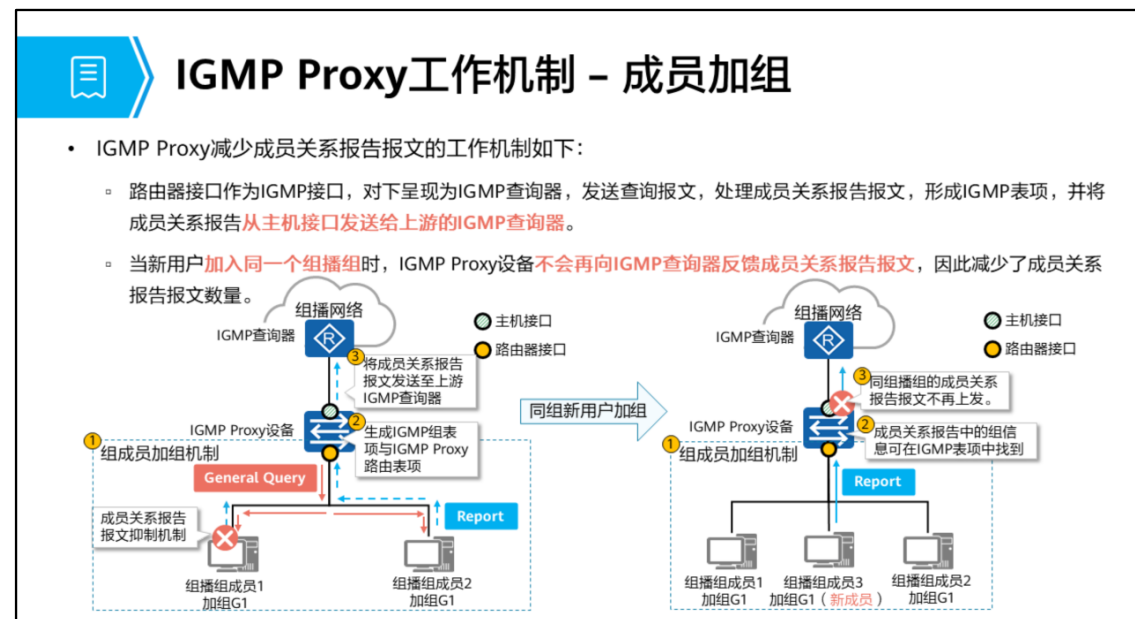 IGMP Proxy工作机制 – 成员加组
• IGMP Proxy减少成员关系报告报文的工作机制如下：
▫ 路由器接口作为IGMP接口，对下呈现为IGMP查询器，发送查询报文，处理成员关系报告报文，形成IGMP表项，并将
成员关系报告从主机接口发送给上游的IGMP查询器。
▫ 当新用户加入同一个组播组时，IGMP Proxy设备不会再向IGMP查询器反馈成员关系报告报文，因此减少了成员关系
报告报文数量。
组播网络
IGMP查询器
R
主机接口
路由器接口
3
将成员关系报告
报文发送至上游
IGMP查询器
IGMP Proxy设备
2
生成IGMP组表
项与IGMP Proxy
路由表项
1
组成员加组机制
General Query
Report
成员关系报告
报文抑制机制
组播组成员1
加组G1
组播组成员2
加组G1
同组新用户加组
组播网络
IGMP查询器
R
主机接口
路由器接口
3
同组播组的成员关系
报告报文不再上发。
IGMP Proxy设备
2
成员关系报告中的组信
息可在IGMP表项中找到
1
组成员加组机制
Report
组播组成员1
加组G1
组播组成员3
加组G1（新成员）
组播组成员2
加组G1